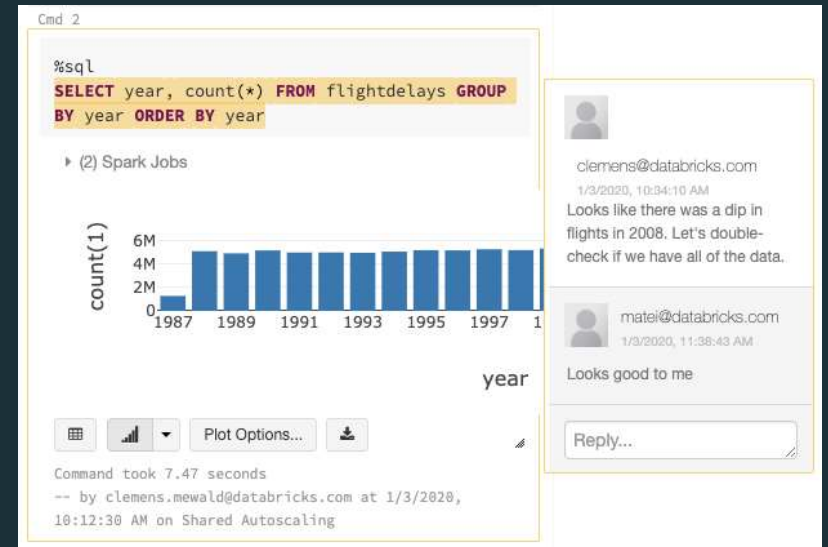 Cmd 2
%sql
SELECT year, count(*) FROM flightdelays GROUP
BY year ORDER BY year
(2) Spark Jobs
count(1)
6M
4M
2M
0
1987 1989 1991 1993 1995 1997 1
year
Plot Options...
Command took 7.47 seconds
-- by clemens.mewald@databricks.com at 1/3/2020,
10:12:30 AM on Shared Autoscaling
clemens@databricks.com
1/3/2020, 10:34:10 AM
Looks like there was a dip in
flights in 2008. Let's double-
check if we have all of the data.
matei@databricks.com
1/3/2020, 11:38:43 AM
Looks good to me
Reply...